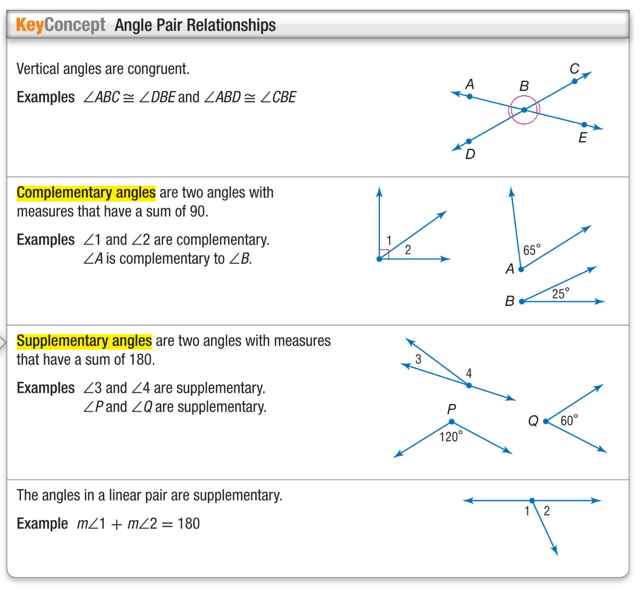 KeyConcept Angle Pair Relationships
Vertical angles are congruent.
Examples ∠ABC ≅ ∠DBE and ∠ABD ≅ ∠CBE
A
B
C
D
E
Complementary angles are two angles with
measures that have a sum of 90.
Examples ∠1 and ∠2 are complementary.
∠A is complementary to ∠B.
1
2
65°
A
B
25°
Supplementary angles are two angles with measures
that have a sum of 180.
Examples ∠3 and ∠4 are supplementary.
∠P and ∠Q are supplementary.
3
4
P
120°
Q
60°
The angles in a linear pair are supplementary.
Example m∠1 + m∠2 = 180
1 2